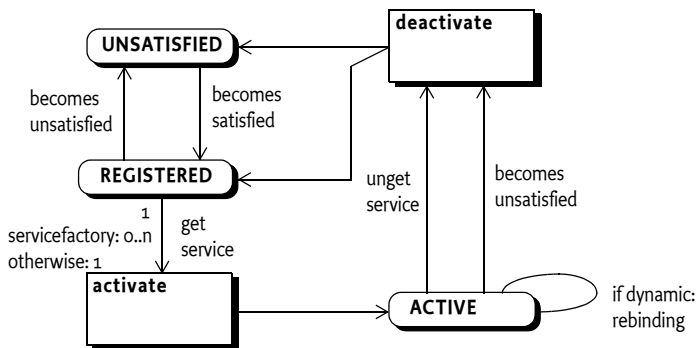 deactivate
UNSATISFIED
becomes
unsatisfied
becomes
satisfied
REGISTERED
unget
service
becomes
unsatisfied
1
get
service
servicefactory: 0..n
otherwise: 1
activate
ACTIVE
if dynamic:
rebinding